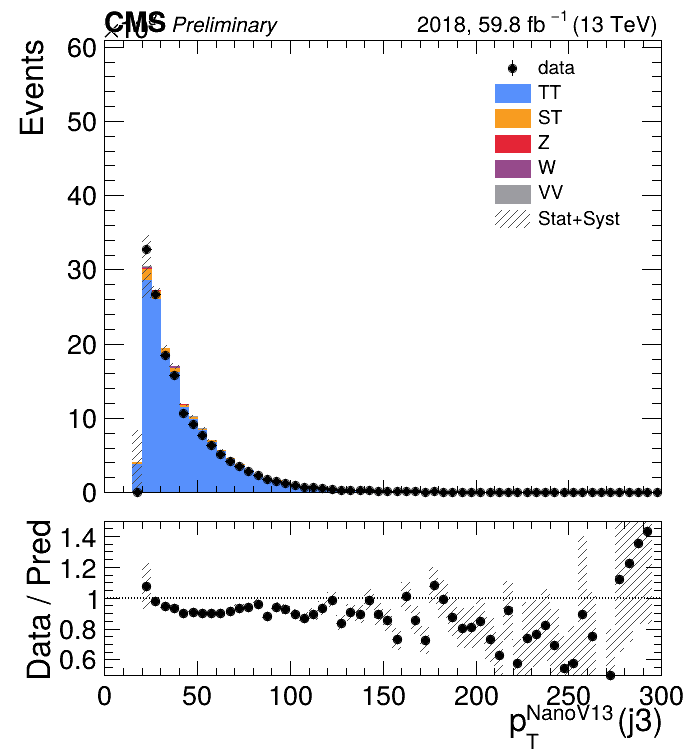 CMS Preliminary 2018, 59.8 fb⁻¹ (13 TeV)
Events
60
50
40
30
20
10
0
data
TT
ST
Z
W
VV
Stat+Syst
Data / Pred
1.4
1.2
1
0.8
0.6
0 50 100 150 200 250 300
p_T^NanoV13 (j3)